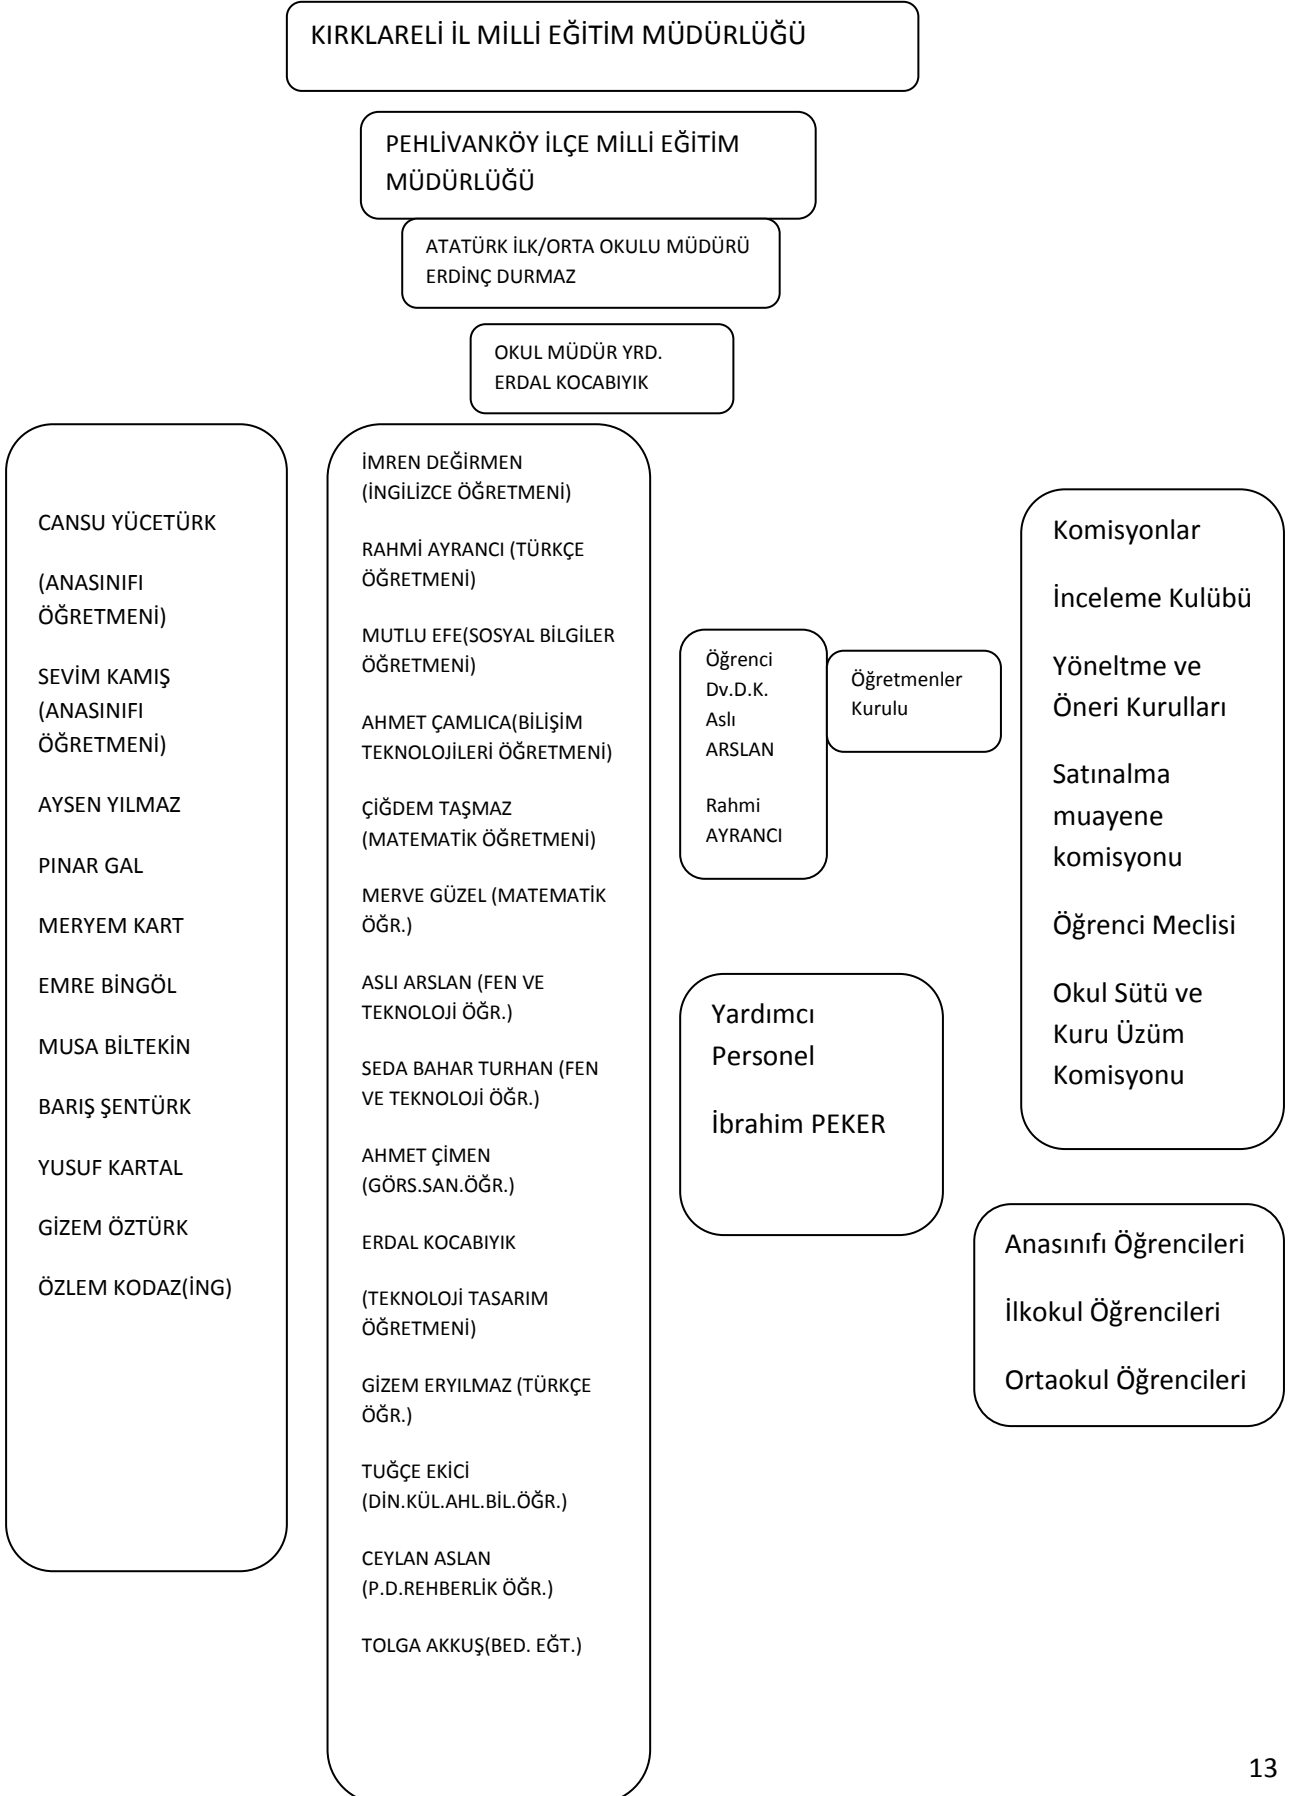 KIRKLARELİ İL MİLLİ EĞİTİM MÜDÜRLÜĞÜ
PEHLİVANKÖY İLÇE MİLLİ EĞİTİM
MÜDÜRLÜĞÜ
ATATÜRK İLK/ORTA OKULU MÜDÜRÜ
ERDİNÇ DURMAZ
OKUL MÜDÜR YRD.
ERDAL KOCABIYIK
CANSU YÜCETÜRK
(ANASINIFI
ÖĞRETMENİ)
SEVİM KAMIŞ
(ANASINIFI
ÖĞRETMENİ)
AYSEN YILMAZ
PINAR GAL
MERYEM KART
EMRE BİNGÖL
MUSA BİLTEKİN
BARIŞ ŞENTÜRK
YUSUF KARTAL
GİZEM ÖZTÜRK
ÖZLEM KODAZ(İNG)
İMREN DEĞİRMEN
(İNGİLİZCE ÖĞRETMENİ)
RAHMİ AYRANCI (TÜRKÇE
ÖĞRETMENİ)
MUTLU EFE(SOSYAL BİLGİLER
ÖĞRETMENİ)
AHMET ÇAMLICA(BİLİŞİM
TEKNOLOJİLERİ ÖĞRETMENİ)
ÇİĞDEM TAŞMAZ
(MATEMATİK ÖĞRETMENİ)
MERVE GÜZEL (MATEMATİK
ÖĞR.)
ASLI ARSLAN (FEN VE
TEKNOLOJİ ÖĞR.)
SEDA BAHAR TURHAN (FEN
VE TEKNOLOJİ ÖĞR.)
AHMET ÇİMEN
(GÖRS.SAN.ÖĞR.)
ERDAL KOCABIYIK
(TEKNOLOJİ TASARIM
ÖĞRETMENİ)
GİZEM ERYILMAZ (TÜRKÇE
ÖĞR.)
TUĞÇE EKİCİ
(DİN.KÜL.AHL.BİL.ÖĞR.)
CEYLAN ASLAN
(P.D.REHBERLİK ÖĞR.)
TOLGA AKKUŞ(BED. EĞT.)
Öğrenci
Dv.D.K.
Aslı
ARSLAN
Rahmi
AYRANCI
Öğretmenler
Kurulu
Yardımcı
Personel
İbrahim PEKER
Komisyonlar
İnceleme Kulübü
Yöneltme ve
Öneri Kurulları
Satınalma
muayene
komisyonu
Öğrenci Meclisi
Okul Sütü ve
Kuru Üzüm
Komisyonu
Anasınıfı Öğrencileri
İlkokul Öğrencileri
Ortaokul Öğrencileri
13